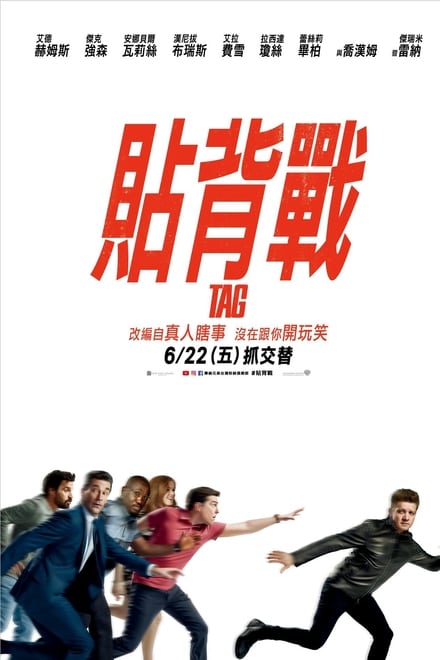 艾德 傑克 安娜貝爾 漢尼拔 艾拉 拉西達 蕾絲莉 傑瑞米
赫姆斯 強森 瓦莉絲 布瑞斯 費雪 瓊絲 畢柏 與喬漢姆 雷納
貼背戰
TAG
改編自真人瞎事 沒在跟你開玩笑
6/22(五)抓交替
#貼背戰